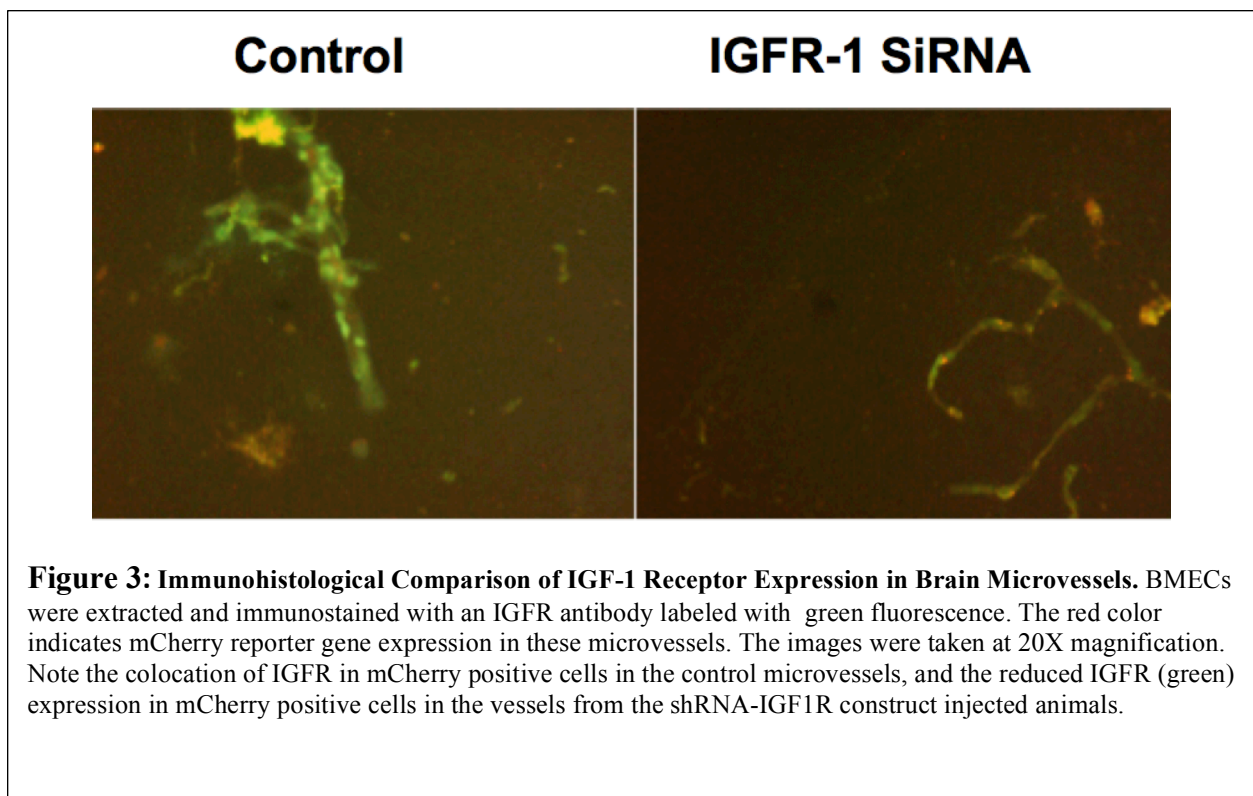 Control IGFR-1 SiRNA
Figure 3: Immunohistological Comparison of IGF-1 Receptor Expression in Brain Microvessels. BMECs
were extracted and immunostained with an IGFR antibody labeled with green fluorescence. The red color
indicates mCherry reporter gene expression in these microvessels. The images were taken at 20X magnification.
Note the colocation of IGFR in mCherry positive cells in the control microvessels, and the reduced IGFR (green)
expression in mCherry positive cells in the vessels from the shRNA-IGF1R construct injected animals.